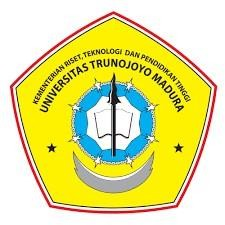 KEMENTERIAN RISET, TEKNOLOGI DAN PENDIDIKAN TINGGI
UNIVERSITAS TRUNOJOYO MADURA